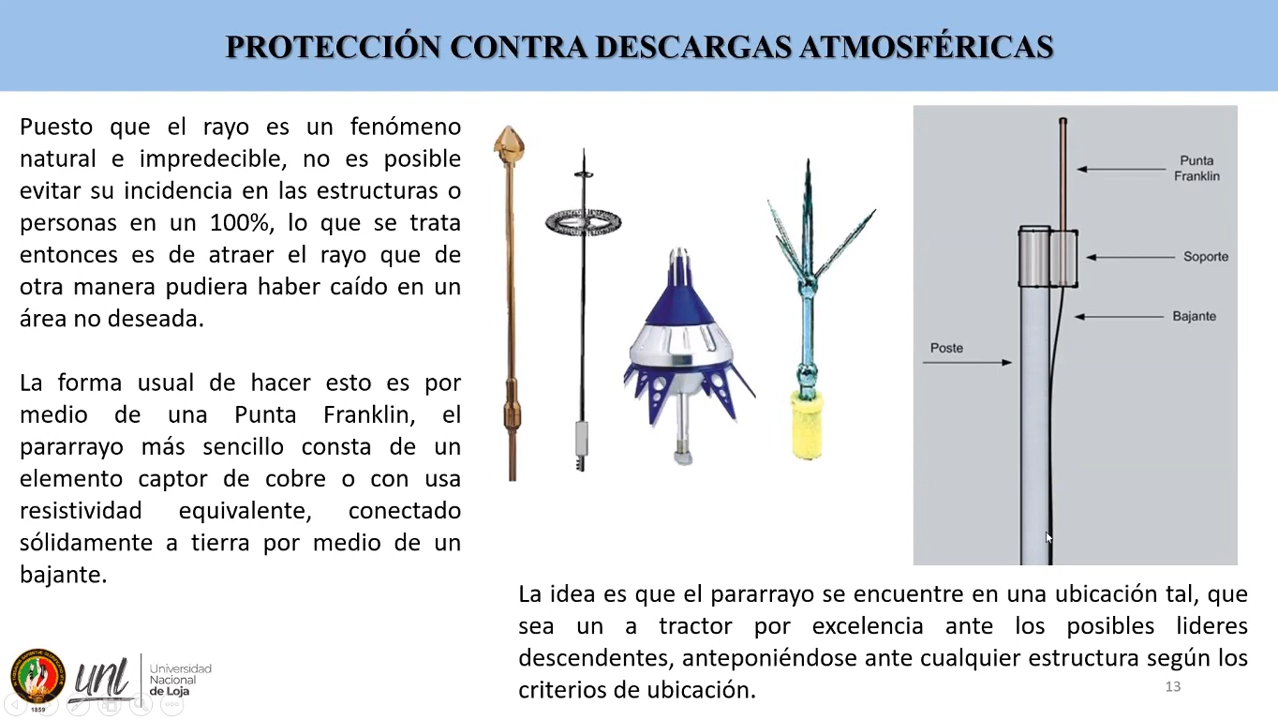 PROTECCIÓN CONTRA DESCARGAS ATMOSFÉRICAS
Puesto que el rayo es un fenómeno
natural e impredecible, no es posible
evitar su incidencia en las estructuras o
personas en un 100%, lo que se trata
entonces es de atraer el rayo que de
otra manera pudiera haber caído en un
área no deseada.
La forma usual de hacer esto es por
medio de una Punta Franklin, el
pararrayo más sencillo consta de un
elemento captor de cobre o con usa
resistividad equivalente, conectado
sólidamente a tierra por medio de un
bajante.
Punta
Franklin
Soporte
Bajante
Poste
La idea es que el pararrayo se encuentre en una ubicación tal, que
sea un a tractor por excelencia ante los posibles lideres
descendentes, anteponiéndose ante cualquier estructura según los
criterios de ubicación.
1859
unl
Universidad
Nacional
de Loja
13